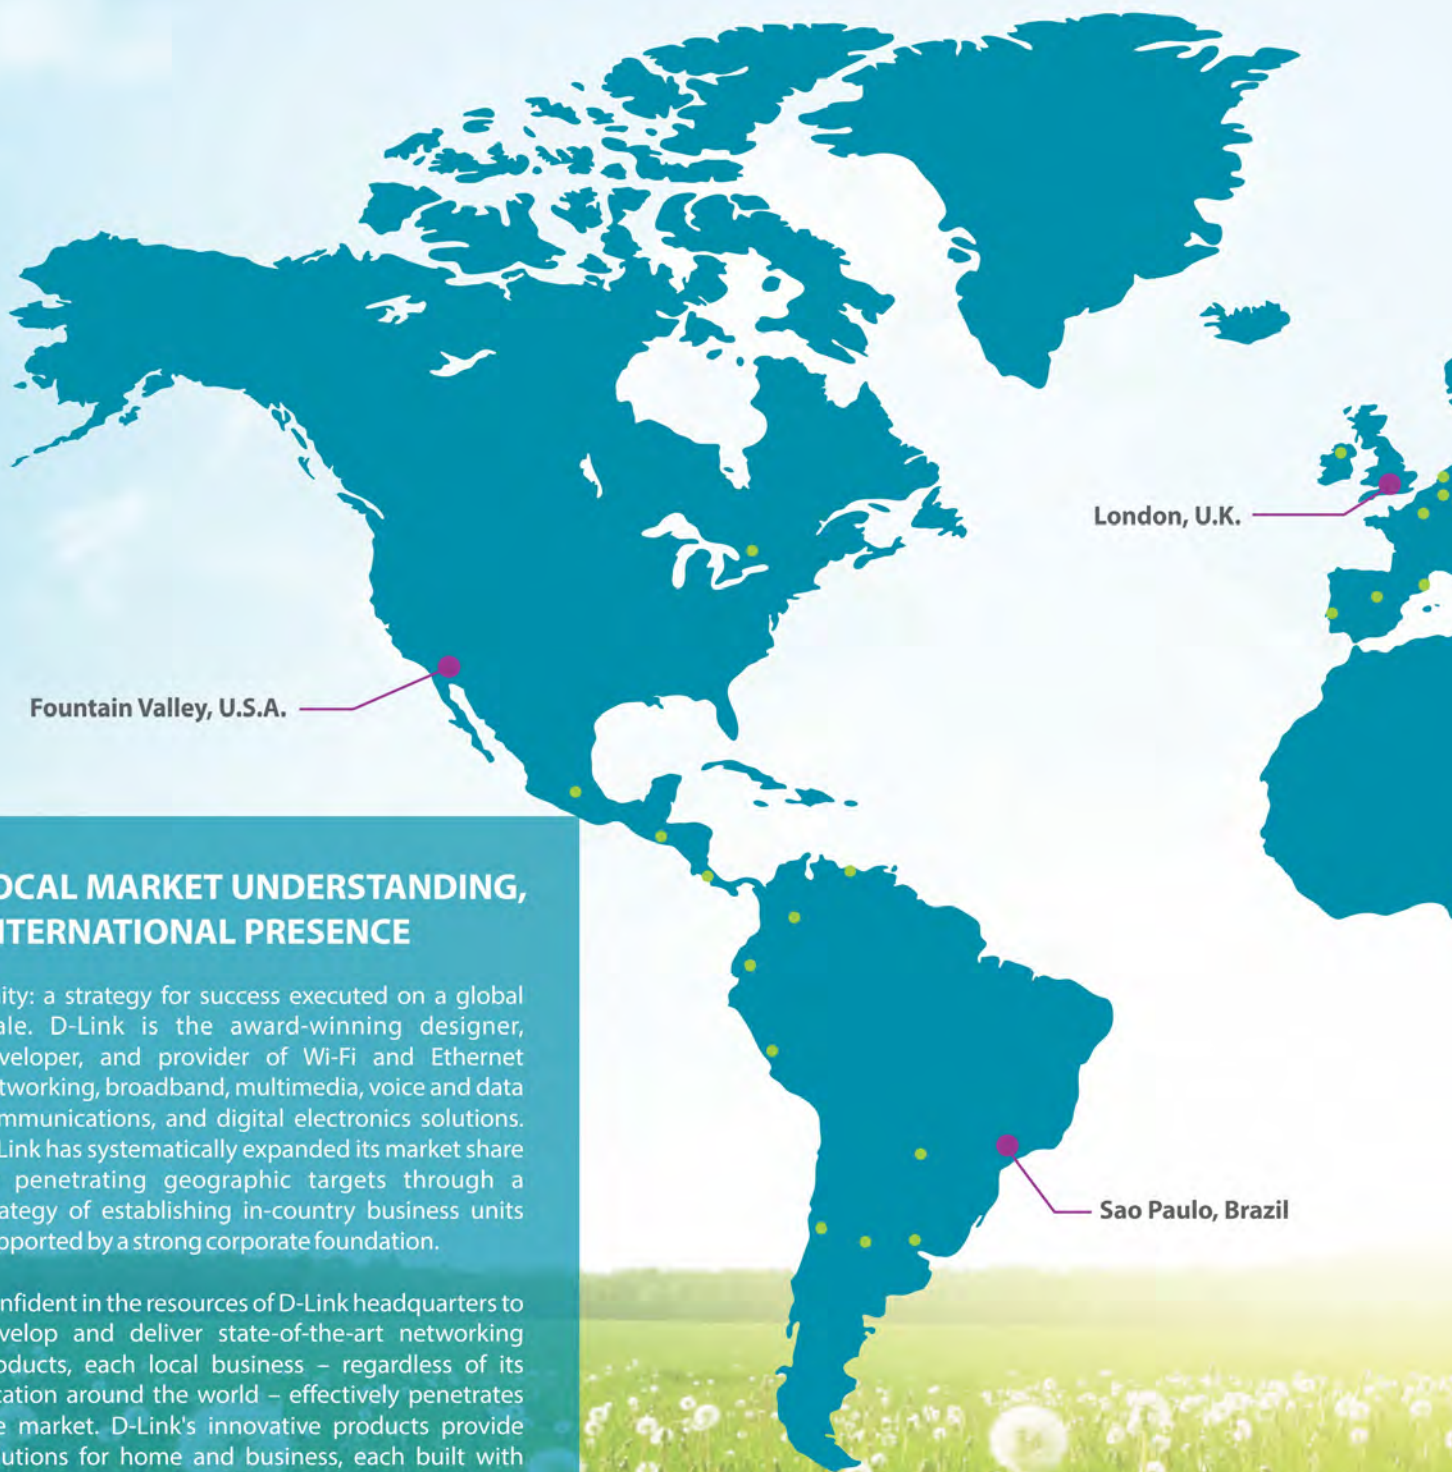 London, U.K.
Fountain Valley, U.S.A.
OCAL MARKET UNDERSTANDING,
NTERNATIONAL PRESENCE
ity: a strategy for success executed on a global
ale. D-Link is the award-winning designer,
veloper, and provider of Wi-Fi and Ethernet
tworking, broadband, multimedia, voice and data
mmunications, and digital electronics solutions.
Link has systematically expanded its market share
penetrating geographic targets through a
ategy of establishing in-country business units
pported by a strong corporate foundation.
nfident in the resources of D-Link headquarters to
velop and deliver state-of-the-art networking
oducts, each local business – regardless of its
cation around the world – effectively penetrates
e market. D-Link's innovative products provide
lutions for home and business, each built with
Sao Paulo, Brazil